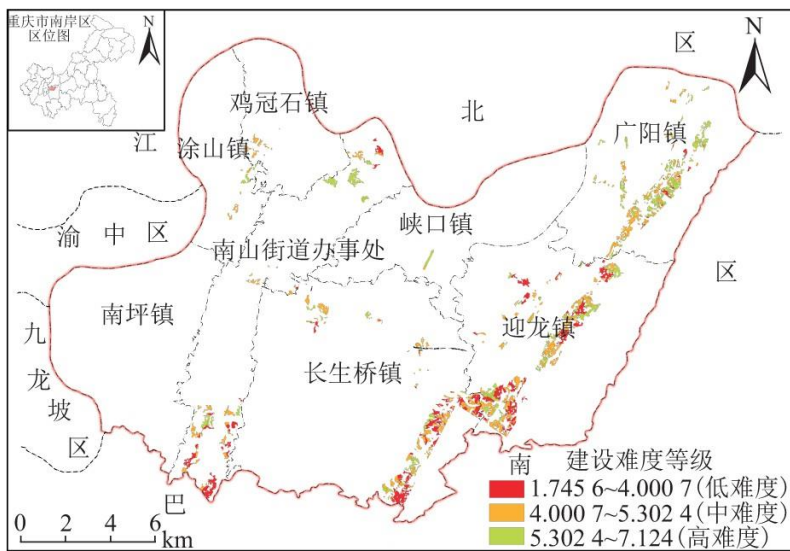 重庆市南岸区
区位图
N
N
区
北
鸡冠石镇
广阳镇
江
涂山镇
峡口镇
渝中区
南山街道办事处
区
南坪镇
迎龙镇
九龙坡区
长生桥镇
南
巴
建设难度等级
1.745 6~4.000 7(低难度)
4.000 7~5.302 4(中难度)
5.302 4~7.124(高难度)
0 2 4 6
km